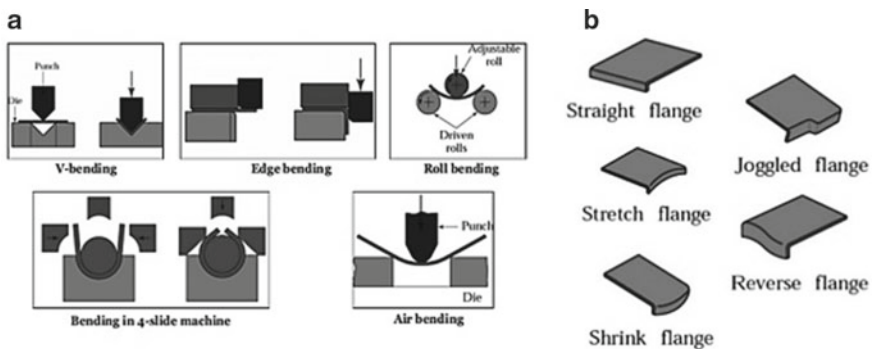 a
Punch
Die
V-bending
Edge bending
Adjustable
roll
Driven
rolls
Roll bending
Bending in 4-slide machine
Punch
Die
Air bending
b
Straight flange
Joggled flange
Stretch flange
Reverse flange
Shrink flange